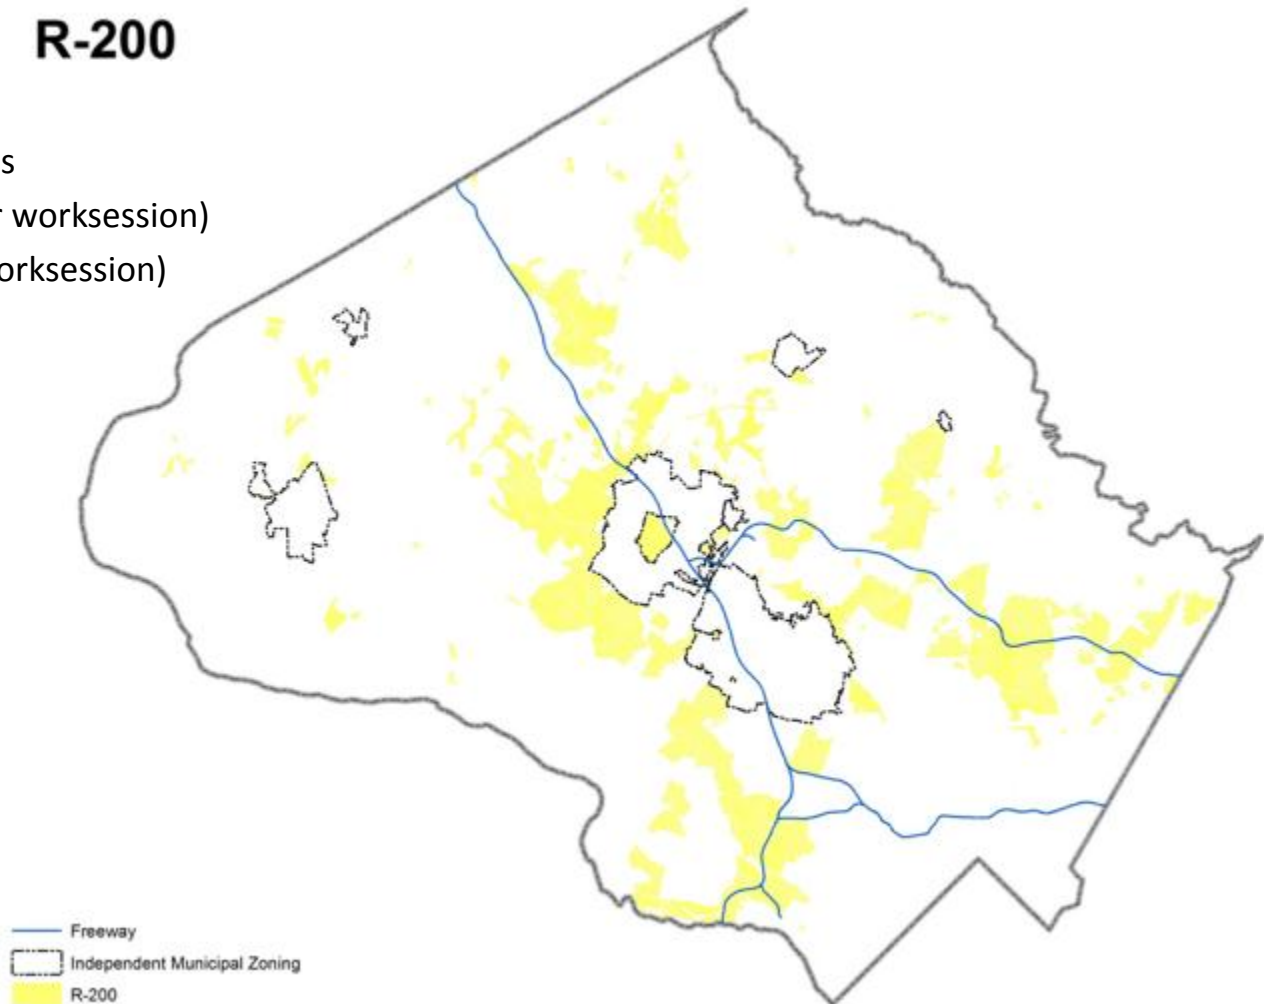 R-200
s
r worksession)
orksession)
Freeway
Independent Municipal Zoning
R-200